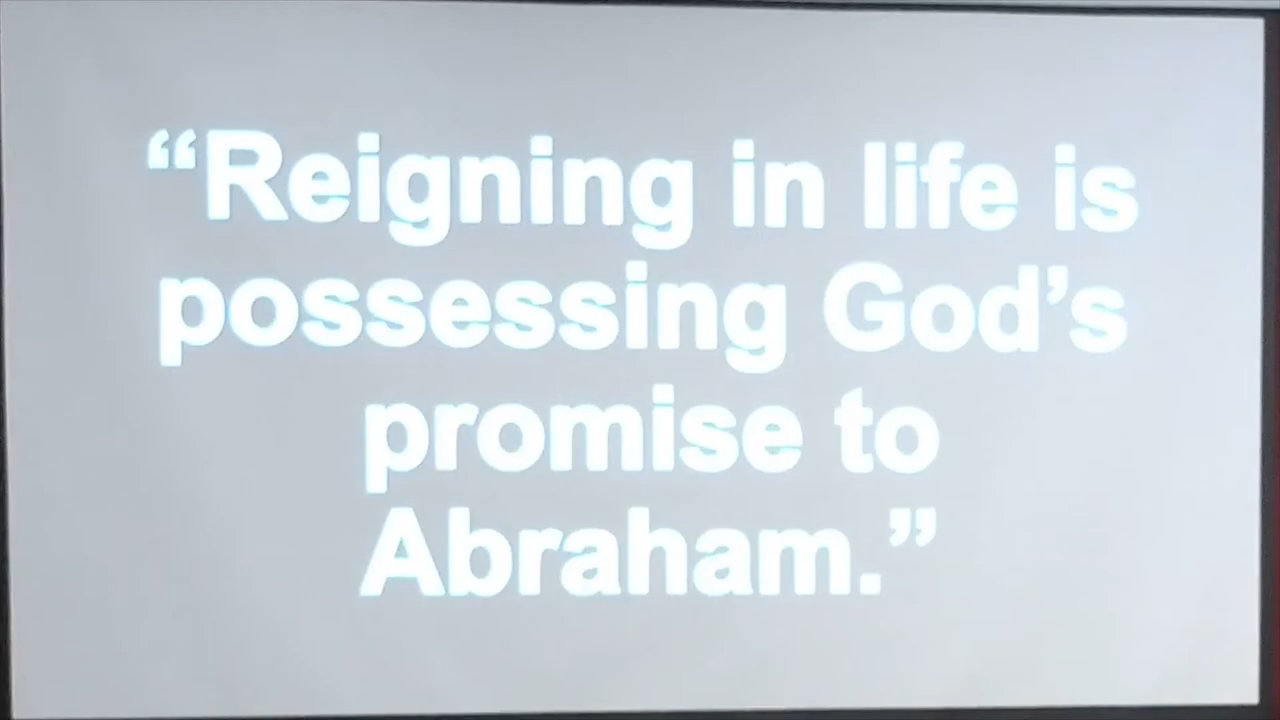 “Reigning in life is
possessing God’s
promise to
Abraham.”